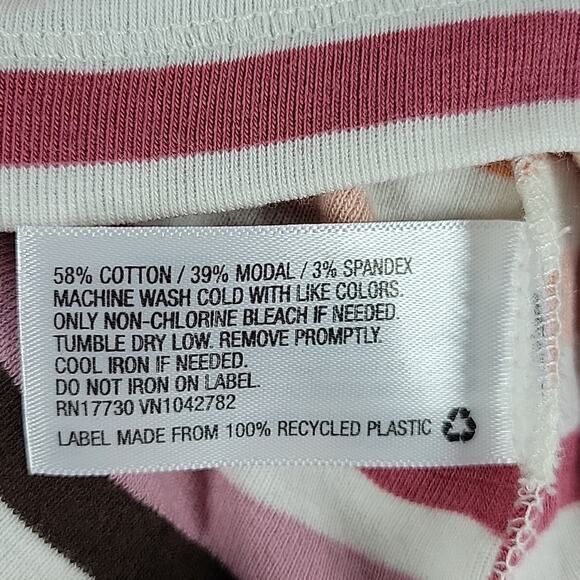 58% COTTON / 39% MODAL / 3% SPANDEX
MACHINE WASH COLD WITH LIKE COLORS.
ONLY NON-CHLORINE BLEACH IF NEEDED.
TUMBLE DRY LOW. REMOVE PROMPTLY.
COOL IRON IF NEEDED.
DO NOT IRON ON LABEL.
RN17730 VN1042782
LABEL MADE FROM 100% RECYCLED PLASTIC